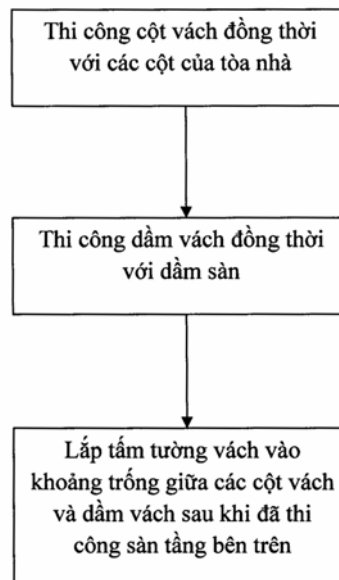 Thi công cột vách đồng thời
với các cột của tòa nhà
Thi công dầm vách đồng thời
với dầm sàn
Lắp tấm tường vách vào
khoảng trống giữa các cột vách
và dầm vách sau khi đã thi
công sàn tầng bên trên